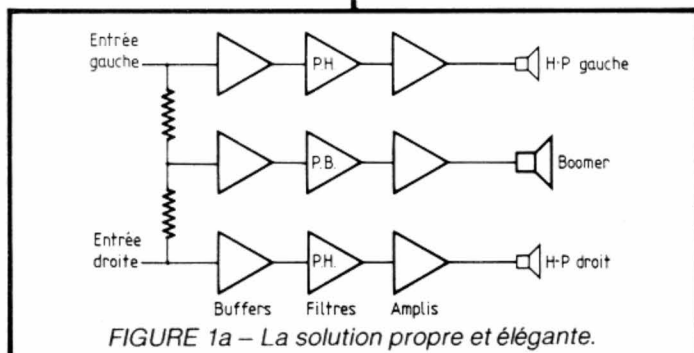 Entrée
gauche
P.H.
H·P gauche
P.B.
Boomer
Entrée
droite
P.H.
H·P droit
Buffers
Filtres
Amplis
FIGURE 1a – La solution propre et élégante.